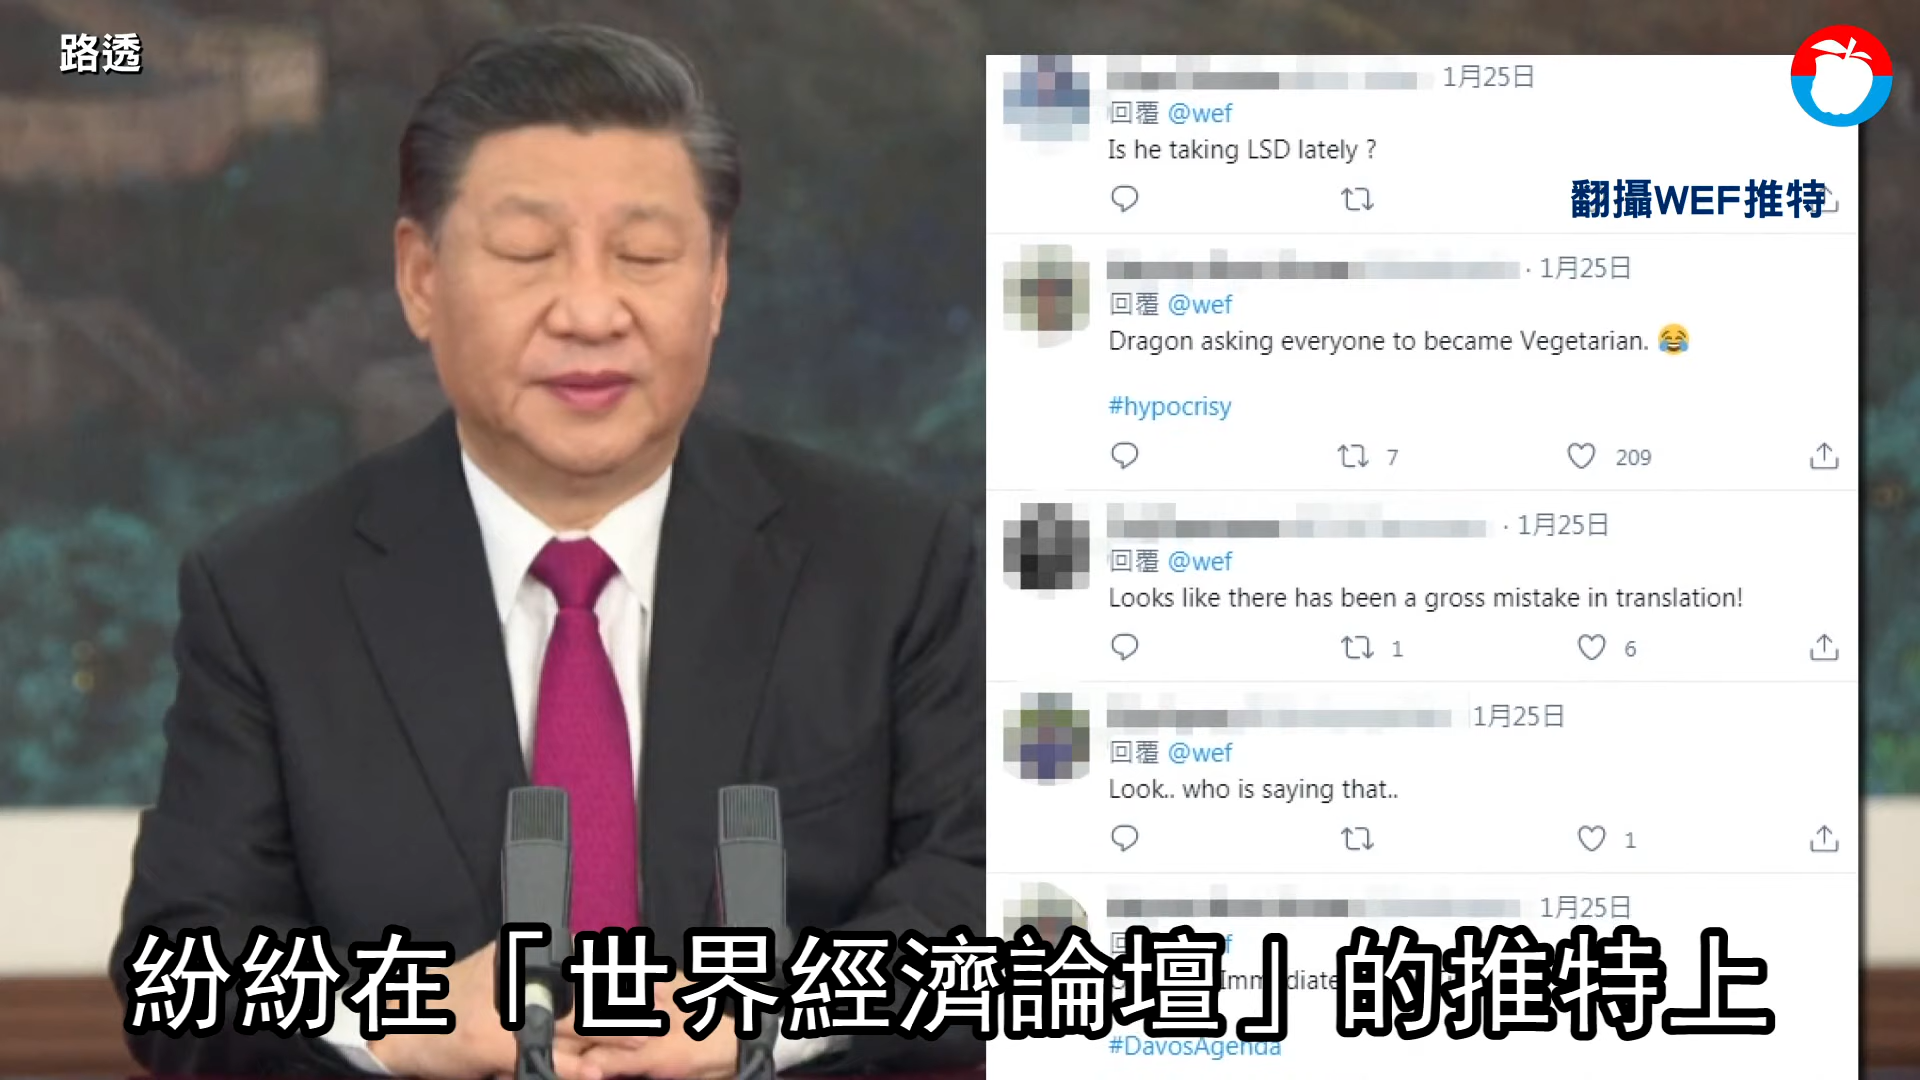 路透
1月25日
回覆 @wef
Is he taking LSD lately ?
翻攝WEF推特
· 1月25日
回覆 @wef
Dragon asking everyone to became Vegetarian. 😂
#hypocrisy
7
209
· 1月25日
回覆 @wef
Looks like there has been a gross mistake in translation!
1
6
1月25日
回覆 @wef
Look.. who is saying that..
1
1月25日
紛紛在「世界經濟論壇」的推特上
#DavosAgenda